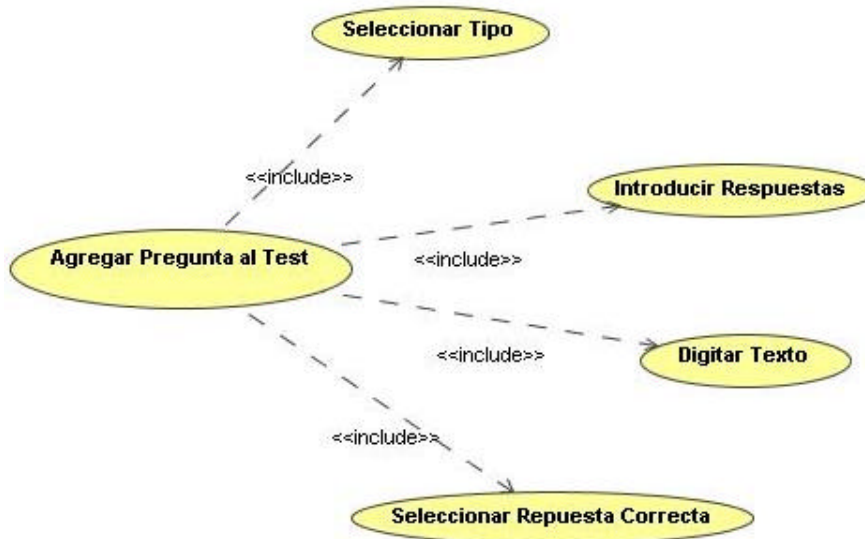 Seleccionar Tipo
<<include>>
Introducir Respuestas
Agregar Pregunta al Test
<<include>>
Digitar Texto
<<include>>
<<include>>
Seleccionar Repuesta Correcta